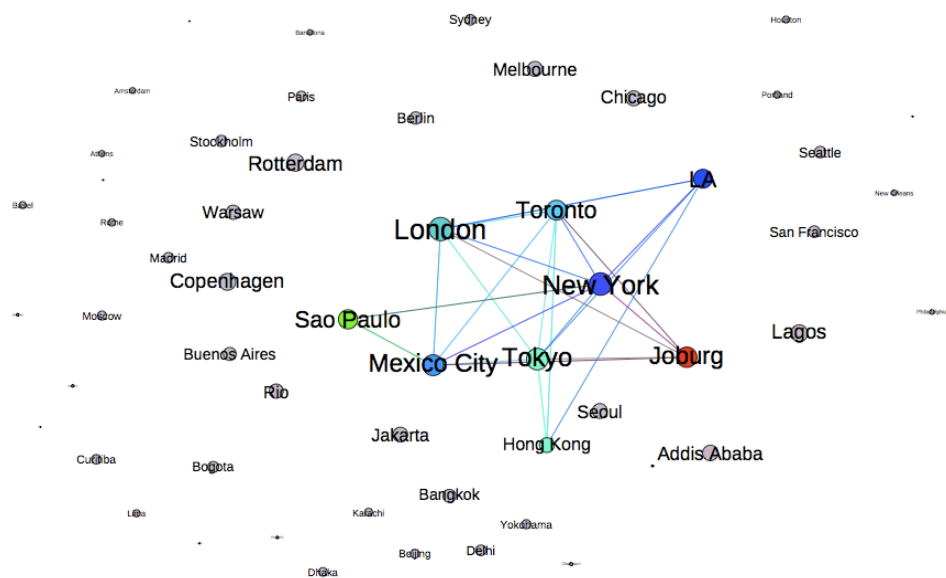 Sydney
Houston
Barcelona
Melbourne
Amsterdam
Paris
Chicago
Portland
Berlin
Stockholm
Athens
Rotterdam
Seattle
LA
New Orleans
Basel
Warsaw
Toronto
Rome
London
San Francisco
Madrid
Copenhagen
New York
Moscow
Sao Paulo
Philadelphia
Lagos
Buenos Aires
Mexico City
Tokyo
Joburg
Rio
Seoul
Jakarta
Hong Kong
Addis Ababa
Curitiba
Bogota
Bangkok
Lima
Karachi
Yokohama
Beijing
Delhi
Dhaka